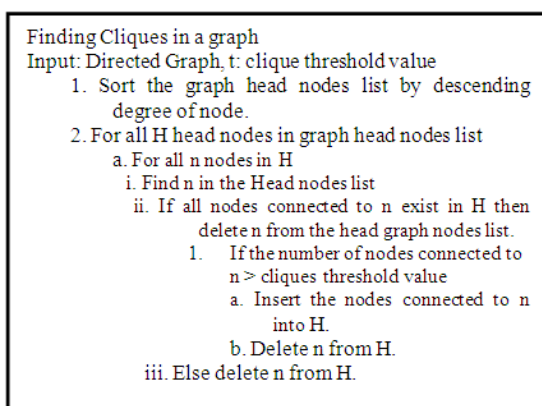 Finding Cliques in a graph
Input: Directed Graph, t: clique threshold value
1. Sort the graph head nodes list by descending
degree of node.
2. For all H head nodes in graph head nodes list
a. For all n nodes in H
i. Find n in the Head nodes list
ii. If all nodes connected to n exist in H then
delete n from the head graph nodes list.
1. If the number of nodes connected to
n > cliques threshold value
a. Insert the nodes connected to n
into H.
b. Delete n from H.
iii. Else delete n from H.